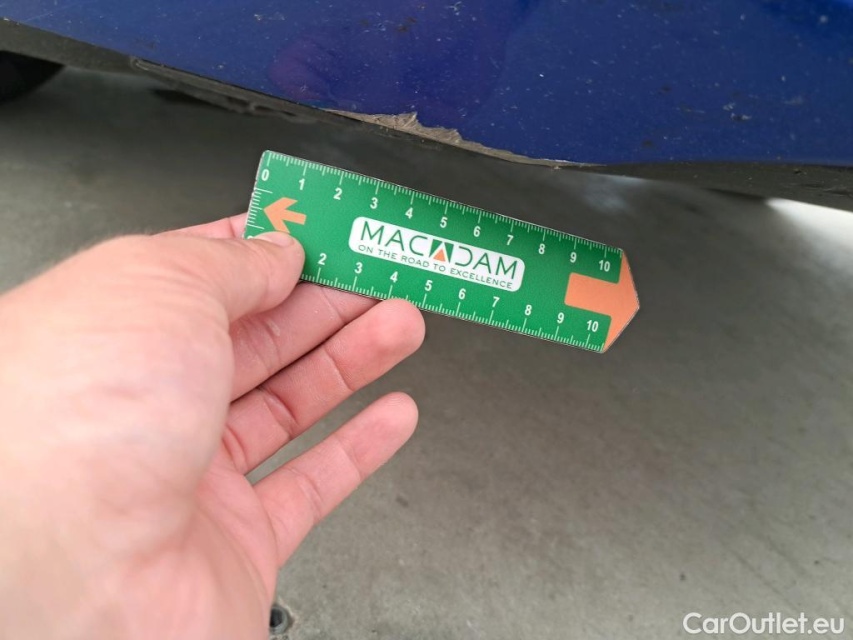 0 1 2 3 4 5 6 7 8 9 10
MACADAM
ON THE ROAD TO EXCELLENCE
2 3 4 5 6 7 8 9 10
CarOutlet.eu